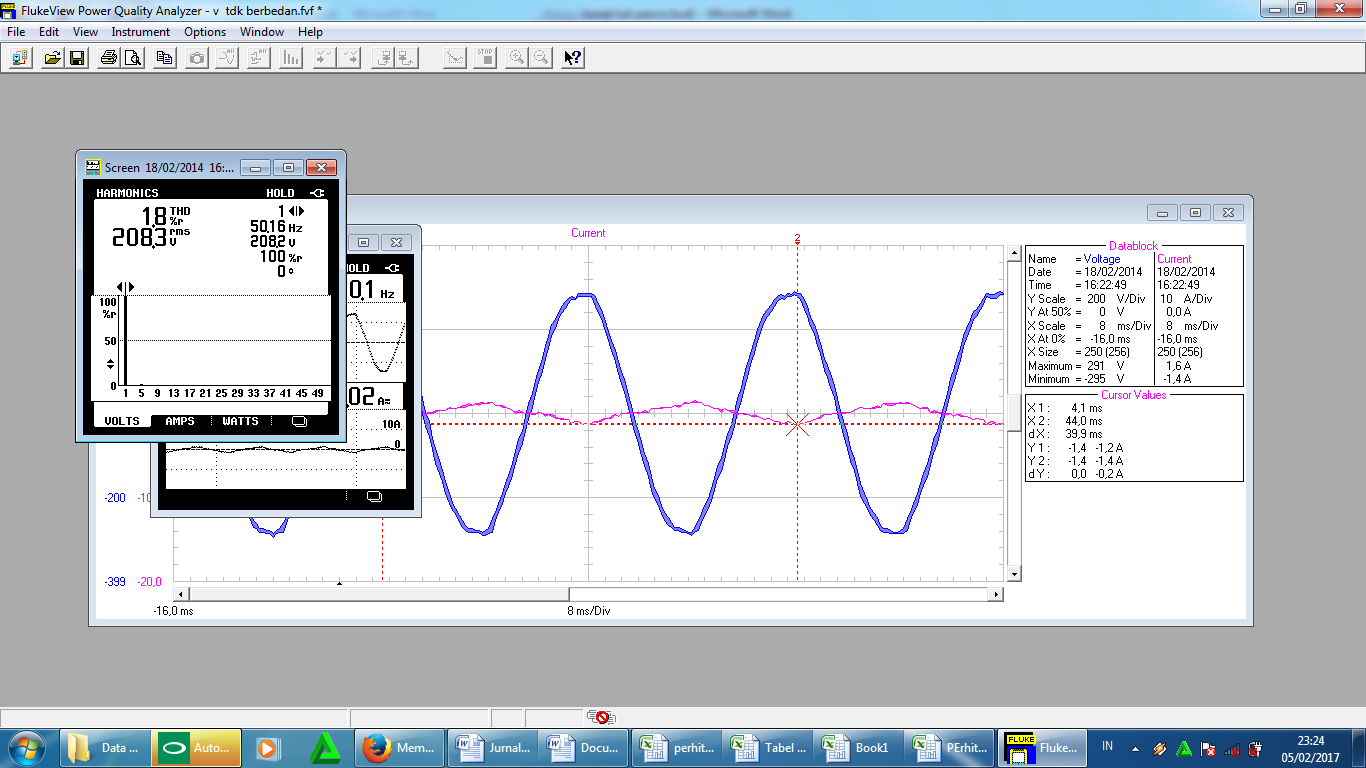 FlukeView Power Quality Analyzer - v  tdk berbedan.fvf *
File Edit View Instrument Options Window Help
STOP
Screen 18/02/2014 16:...
HARMONICS HOLD
1,8 THD %r
208,3 rms V
1
50,16 Hz
208,2 V
100 %r
0 °
100
%r
50
0
1 5 9 13 17 21 25 29 33 37 41 45 49
VOLTS AMPS WATTS
HOLD
0,1 Hz
,02 A≂
10A
0
Current
2
-200
-399 -20,0
-16,0 ms 8 ms/Div
Datablock
Name = Voltage Current
Date = 18/02/2014 18/02/2014
Time = 16:22:49 16:22:49
Y Scale = 200 V/Div 10 A/Div
Y At 50% = 0 V 0,0 A
X Scale = 8 ms/Div 8 ms/Div
X At 0% = -16,0 ms -16,0 ms
X Size = 250 (256) 250 (256)
Maximum = 291 V 1,6 A
Minimum = -295 V -1,4 A
Cursor Values
X 1 : 4,1 ms
X 2 : 44,0 ms
dX : 39,9 ms
Y 1 : -1,4 -1,2 A
Y 2 : -1,4 -1,4 A
dY : 0,0 -0,2 A
Data ... Auto... Mem... Jurnal... Docu... perhit... Tabel ... Book1 PErhit... FLUKE Fluke... IN 23:24
05/02/2017